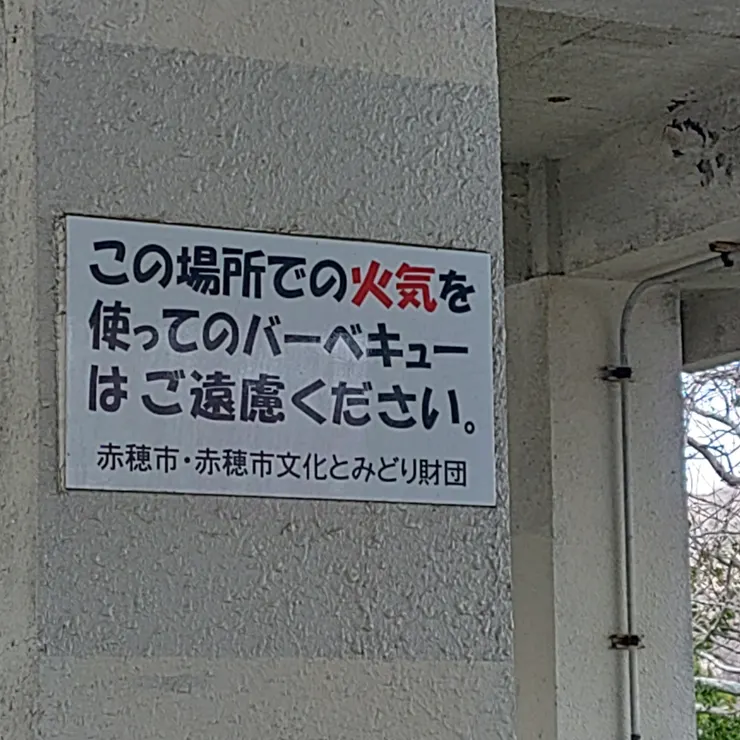 この場所での火気を
使ってのバーベキュー
はご遠慮ください。
赤穂市・赤穂市文化とみどり財団